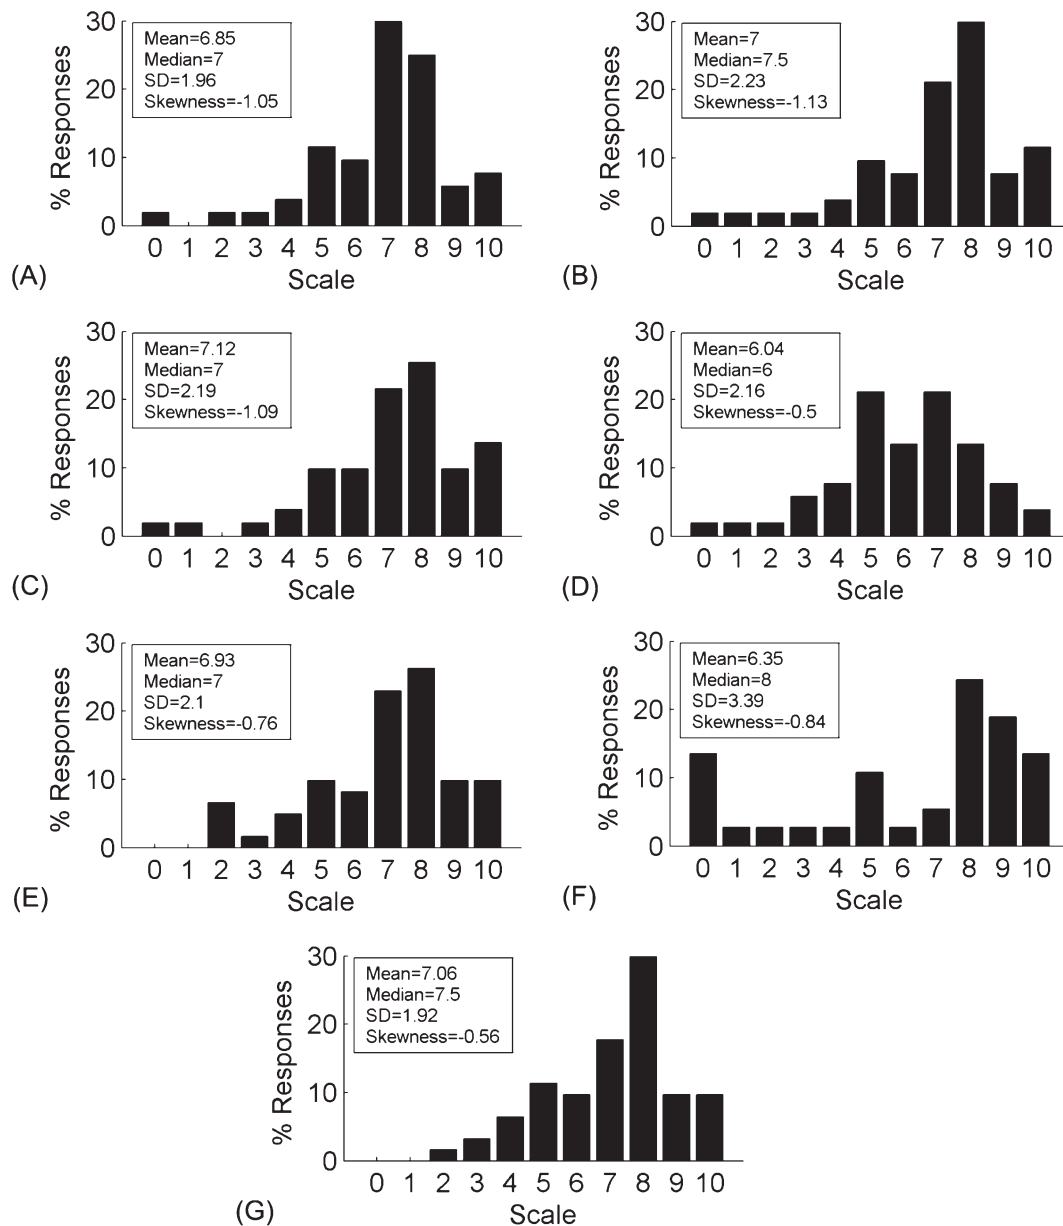 30
20
10
0
% Responses
Mean=6.85
Median=7
SD=1.96
Skewness=-1.05
0 1 2 3 4 5 6 7 8 9 10
Scale
(A)
30
20
10
0
% Responses
Mean=7
Median=7.5
SD=2.23
Skewness=-1.13
0 1 2 3 4 5 6 7 8 9 10
Scale
(B)
30
20
10
0
% Responses
Mean=7.12
Median=7
SD=2.19
Skewness=-1.09
0 1 2 3 4 5 6 7 8 9 10
Scale
(C)
30
20
10
0
% Responses
Mean=6.04
Median=6
SD=2.16
Skewness=-0.5
0 1 2 3 4 5 6 7 8 9 10
Scale
(D)
30
20
10
0
% Responses
Mean=6.93
Median=7
SD=2.1
Skewness=-0.76
0 1 2 3 4 5 6 7 8 9 10
Scale
(E)
30
20
10
0
% Responses
Mean=6.35
Median=8
SD=3.39
Skewness=-0.84
0 1 2 3 4 5 6 7 8 9 10
Scale
(F)
30
20
10
0
% Responses
Mean=7.06
Median=7.5
SD=1.92
Skewness=-0.56
0 1 2 3 4 5 6 7 8 9 10
Scale
(G)